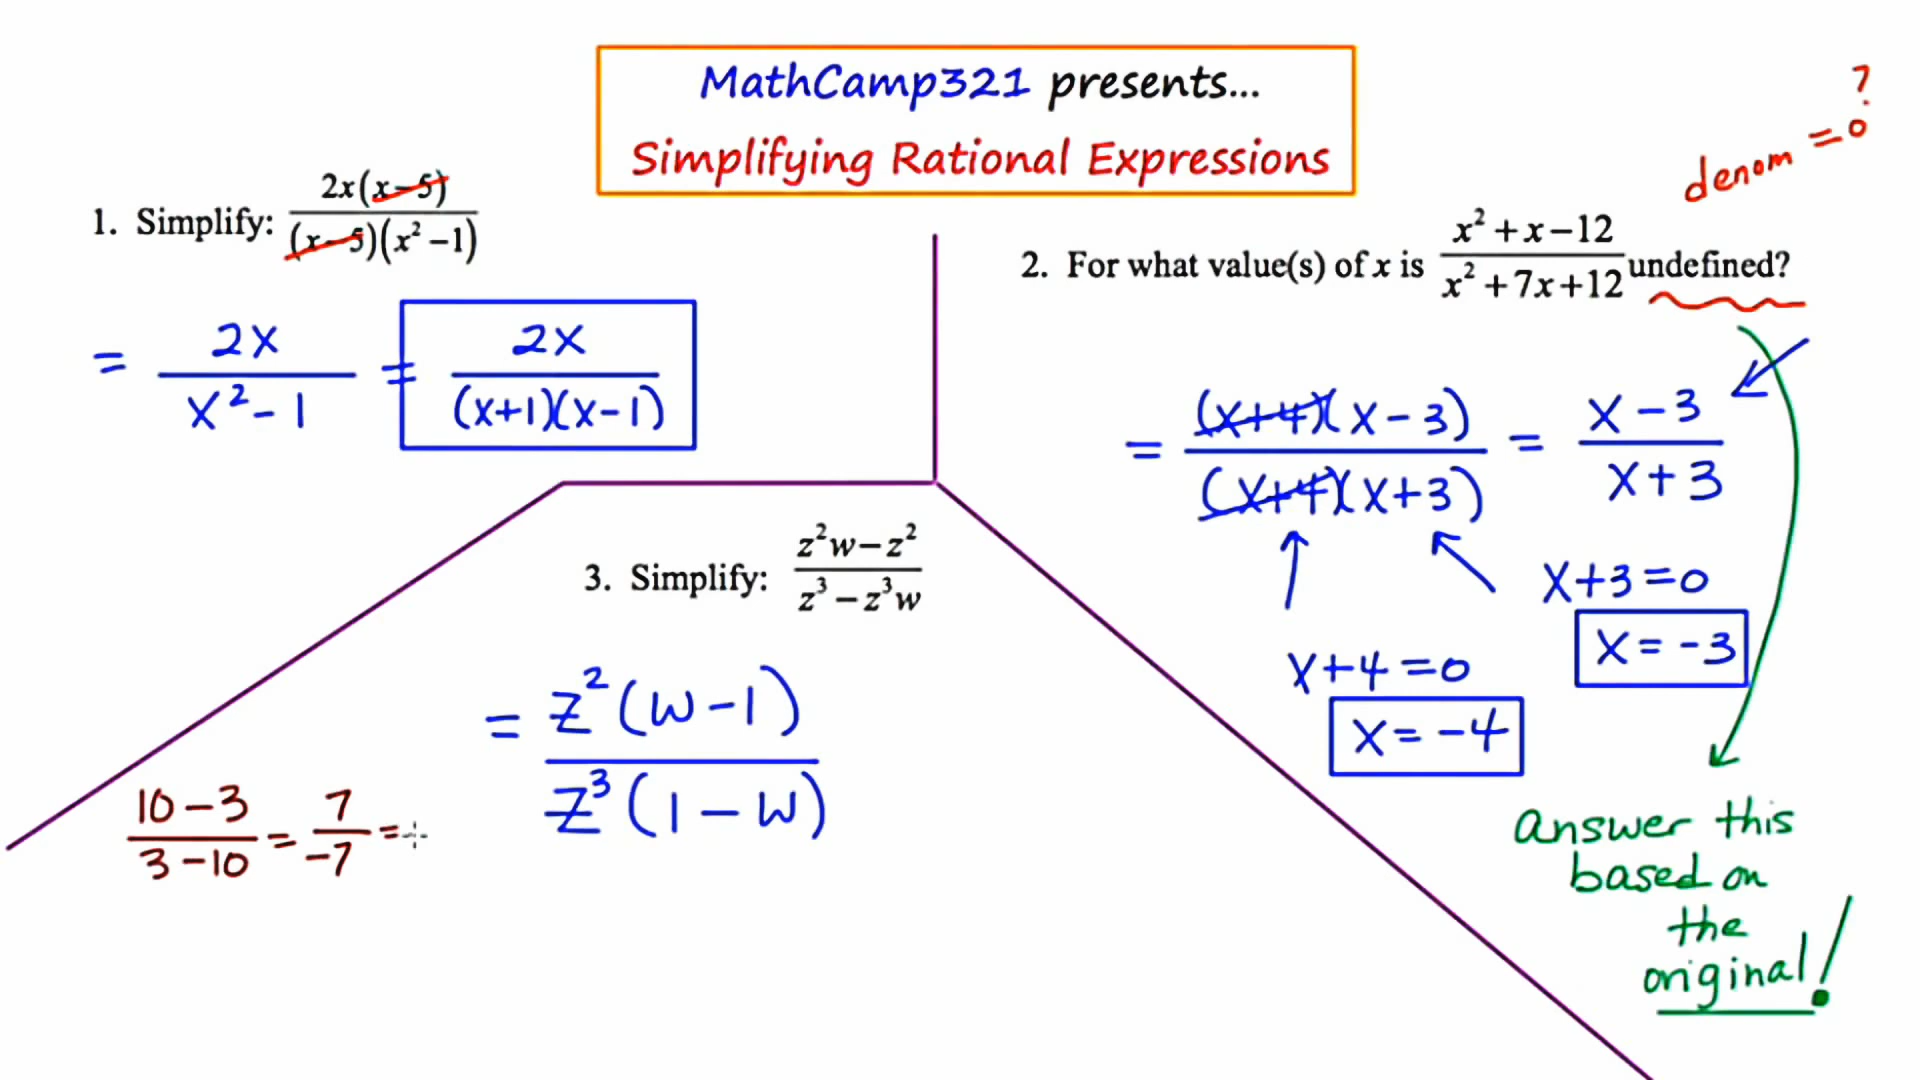 MathCamp321 presents...
Simplifying Rational Expressions
1. Simplify: 2x(x-5) / (x-5)(x²-1)
= 2x / x²-1 = 2x / (x+1)(x-1)
denom = 0 ?
2. For what value(s) of x is x²+x-12 / x²+7x+12 undefined?
= (x+4)(x-3) / (x+4)(x+3) = x-3 / x+3
x+3=0
x=-3
x+4=0
x=-4
answer this
based on
the
original!
3. Simplify: z²w-z² / z³-z³w
= z²(w-1) / z³(1-w)
10-3 / 3-10 = 7 / -7 =